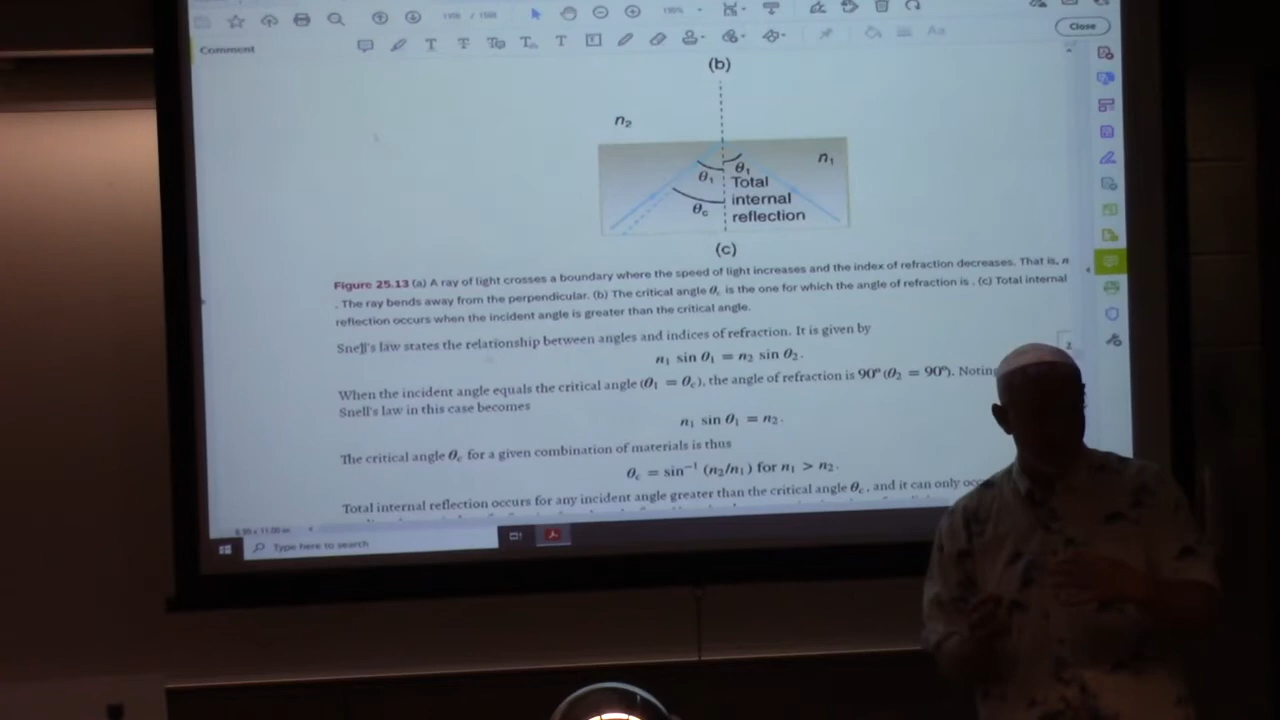 Comment
Close
(b)
n₂
n₁
θ₁ θ₁
Total
internal
reflection
θc
(c)
Figure 25.13 (a) A ray of light crosses a boundary where the speed of light increases and the index of refraction decreases. That is, n
. The ray bends away from the perpendicular. (b) The critical angle θc is the one for which the angle of refraction is . (c) Total internal
reflection occurs when the incident angle is greater than the critical angle.
Snell's law states the relationship between angles and indices of refraction. It is given by
n₁ sin θ₁ = n₂ sin θ₂.
When the incident angle equals the critical angle (θ₁ = θc), the angle of refraction is 90° (θ₂ = 90°). Noting
Snell's law in this case becomes
n₁ sin θ₁ = n₂.
The critical angle θc for a given combination of materials is thus
θc = sin⁻¹ (n₂/n₁) for n₁ > n₂.
Total internal reflection occurs for any incident angle greater than the critical angle θc, and it can only
Type here to search